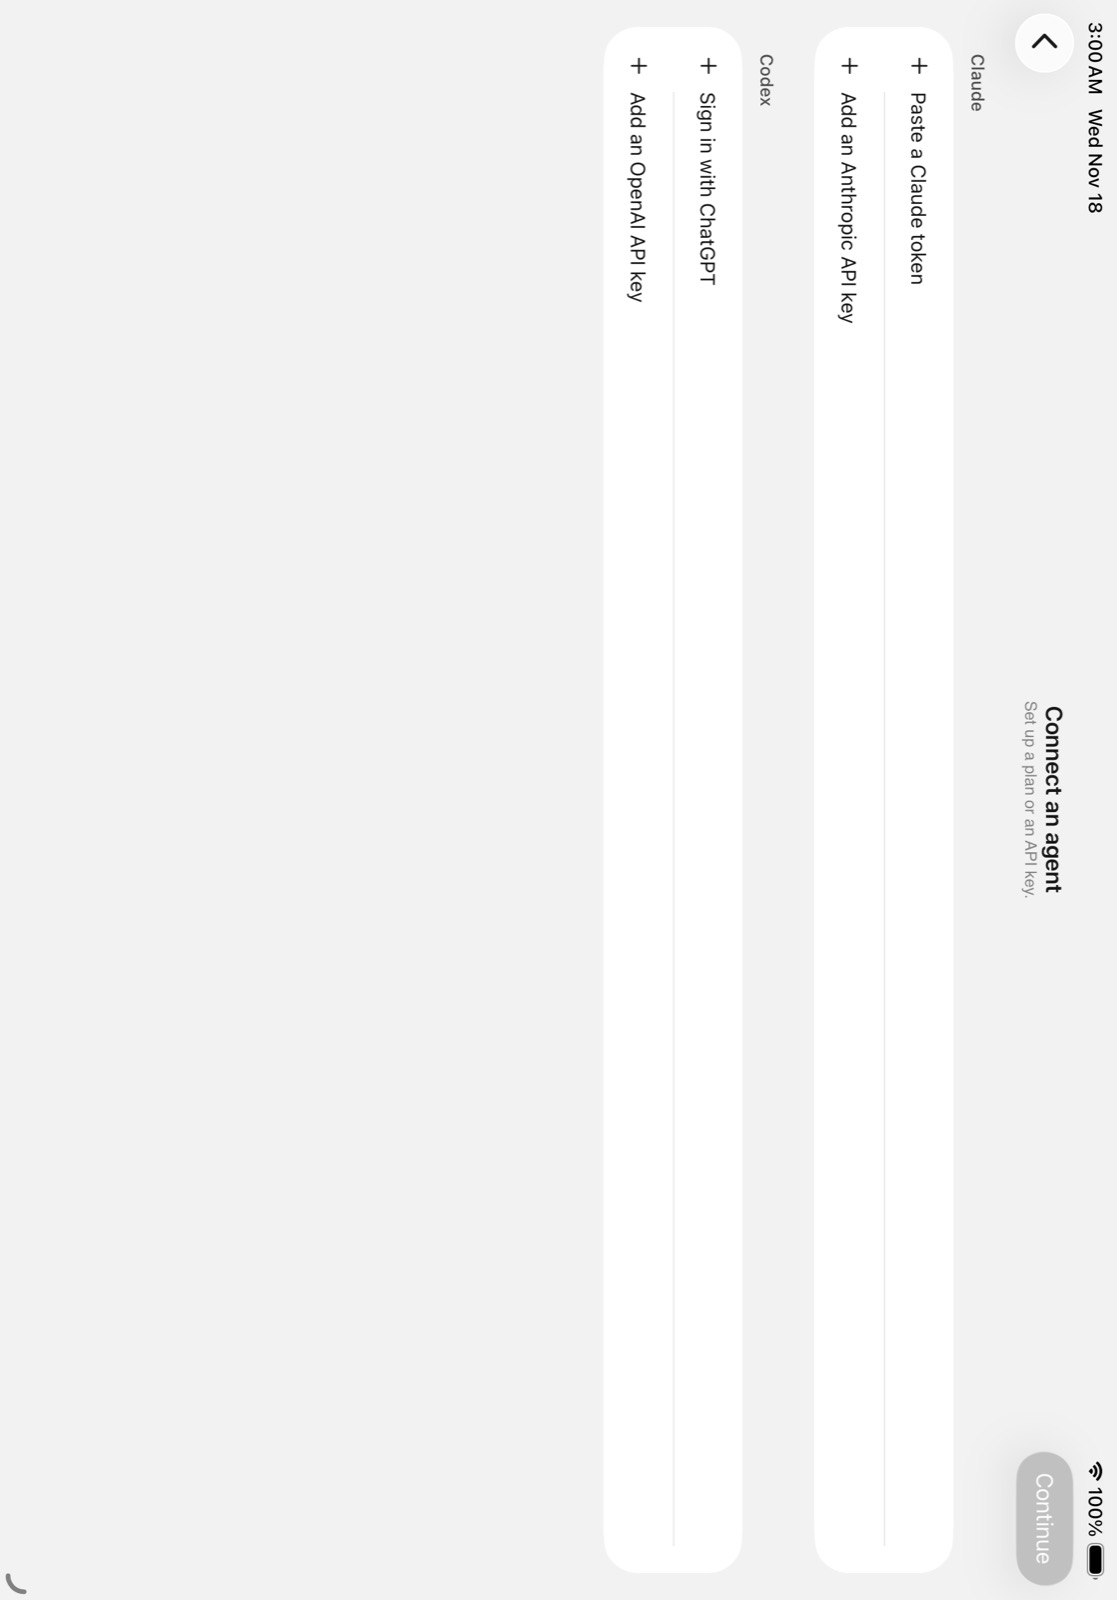 3:00 AM Wed Nov 18
100%
Connect an agent
Set up a plan or an API key.
Continue
Claude
Paste a Claude token
Add an Anthropic API key
Codex
Sign in with ChatGPT
Add an OpenAI API key